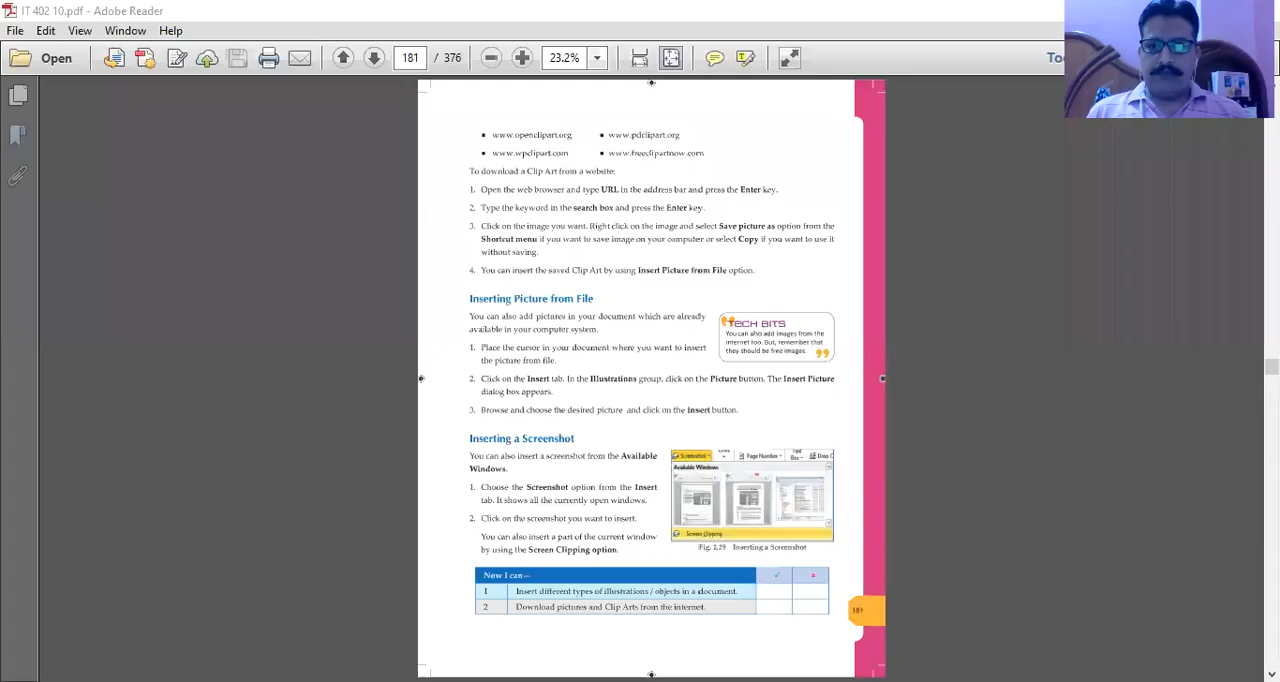 IT 402 10.pdf - Adobe Reader
File Edit View Window Help
Open 181 / 376 23.2% To
• www.openclipart.org • www.pdclipart.org
• www.wpclipart.com • www.freeclipartnow.com
To download a Clip Art from a website:
1. Open the web browser and type URL in the address bar and press the Enter key.
2. Type the keyword in the search box and press the Enter key.
3. Click on the image you want. Right click on the image and select Save picture as option from the
Shortcut menu if you want to save image on your computer or select Copy if you want to use it
without saving.
4. You can insert the saved Clip Art by using Insert Picture from File option.
Inserting Picture from File
You can also add pictures in your document which are already
available in your computer system.
1. Place the cursor in your document where you want to insert
the picture from file.
TECH BITS
You can also add images from the
internet too. But, remember that
they should be free images.
2. Click on the Insert tab. In the Illustrations group, click on the Picture button. The Insert Picture
dialog box appears.
3. Browse and choose the desired picture and click on the insert button.
Inserting a Screenshot
You can also insert a screenshot from the Available
Windows.
1. Choose the Screenshot option from the Insert
tab. It shows all the currently open windows.
2. Click on the screenshot you want to insert.
You can also insert a part of the current window
by using the Screen Clipping option.
Screenshot Page Number Text
Box Drop C
Available Windows
Screen Clipping
Fig. 2.29 Inserting a Screenshot
Now I can— ✓ x
1 Insert different types of illustrations / objects in a document.
2 Download pictures and Clip Arts from the internet.